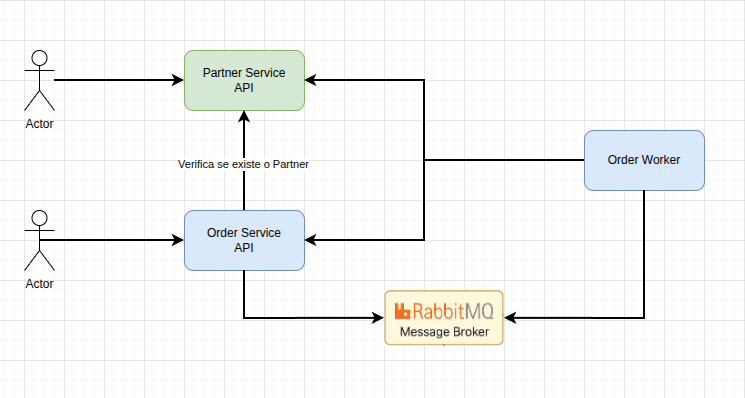 Actor
Partner Service
API
Verifica se existe o Partner
Order Worker
Actor
Order Service
API
RabbitMQ
Message Broker